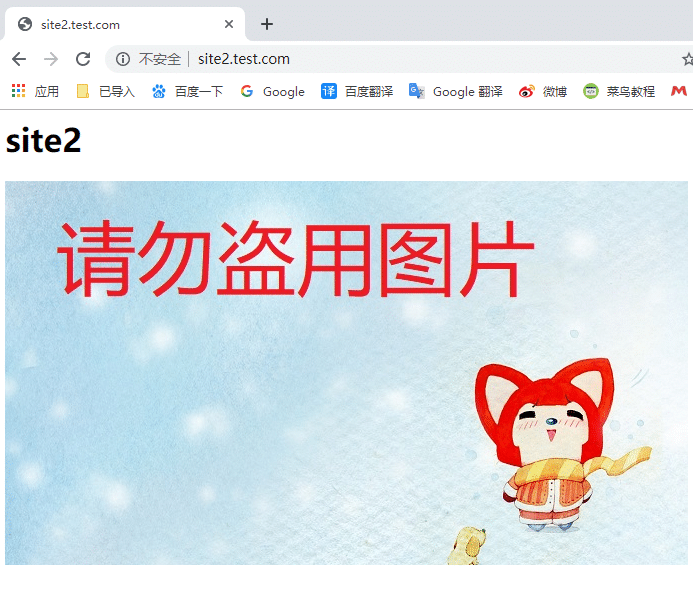 site2.test.com
不安全 site2.test.com
应用 已导入 百度一下 Google 译 百度翻译 Google 翻译 微博 菜鸟教程
site2
请勿盗用图片